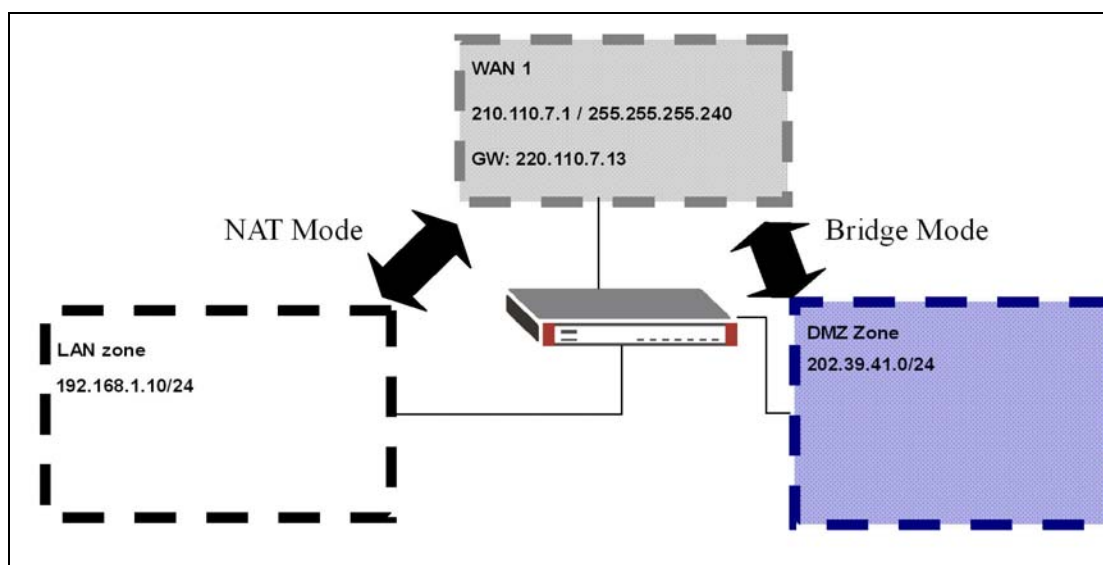 WAN 1
210.110.7.1 / 255.255.255.240
GW: 220.110.7.13
NAT Mode
Bridge Mode
LAN zone
192.168.1.10/24
DMZ Zone
202.39.41.0/24